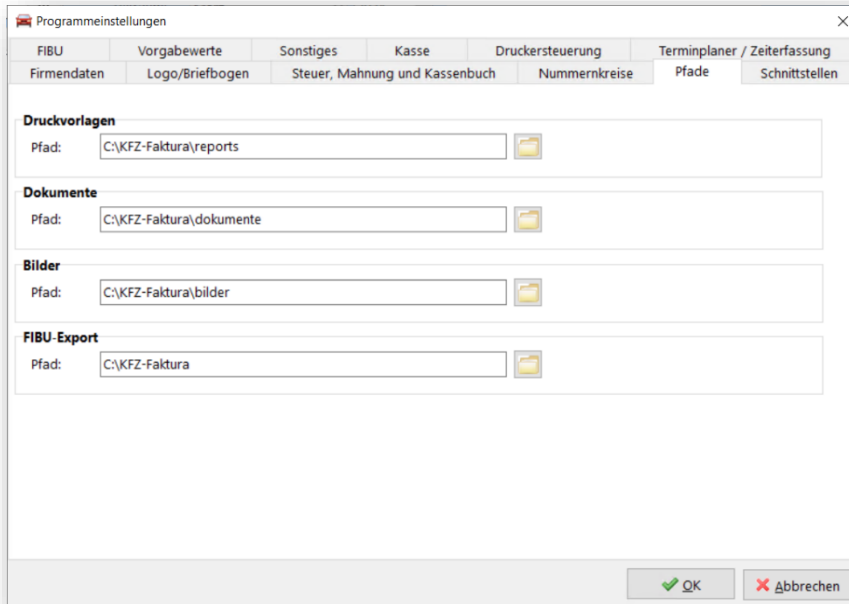 Programmeinstellungen
FIBU Vorgabewerte Sonstiges Kasse Druckersteuerung Terminplaner / Zeiterfassung
Firmendaten Logo/Briefbogen Steuer, Mahnung und Kassenbuch Nummernkreise Pfade Schnittstellen
Druckvorlagen
Pfad: C:\KFZ-Faktura\reports
Dokumente
Pfad: C:\KFZ-Faktura\dokumente
Bilder
Pfad: C:\KFZ-Faktura\bilder
FIBU-Export
Pfad: C:\KFZ-Faktura
OK Abbrechen